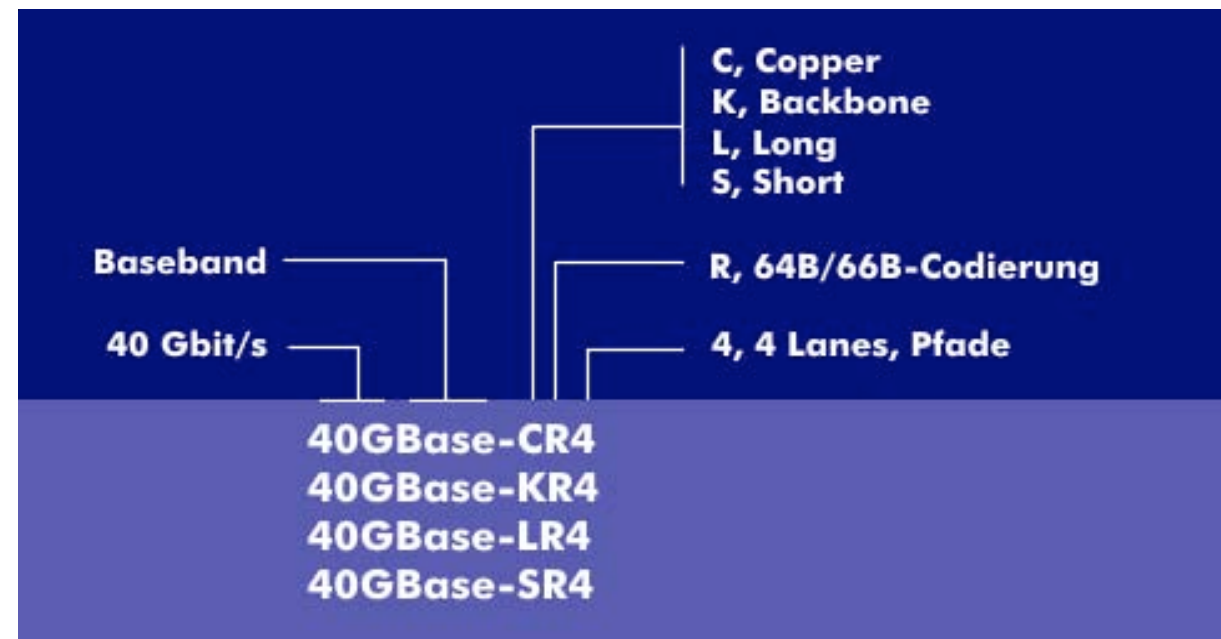 C, Copper
K, Backbone
L, Long
S, Short
Baseband
R, 64B/66B-Codierung
40 Gbit/s
4, 4 Lanes, Pfade
40GBase-CR4
40GBase-KR4
40GBase-LR4
40GBase-SR4